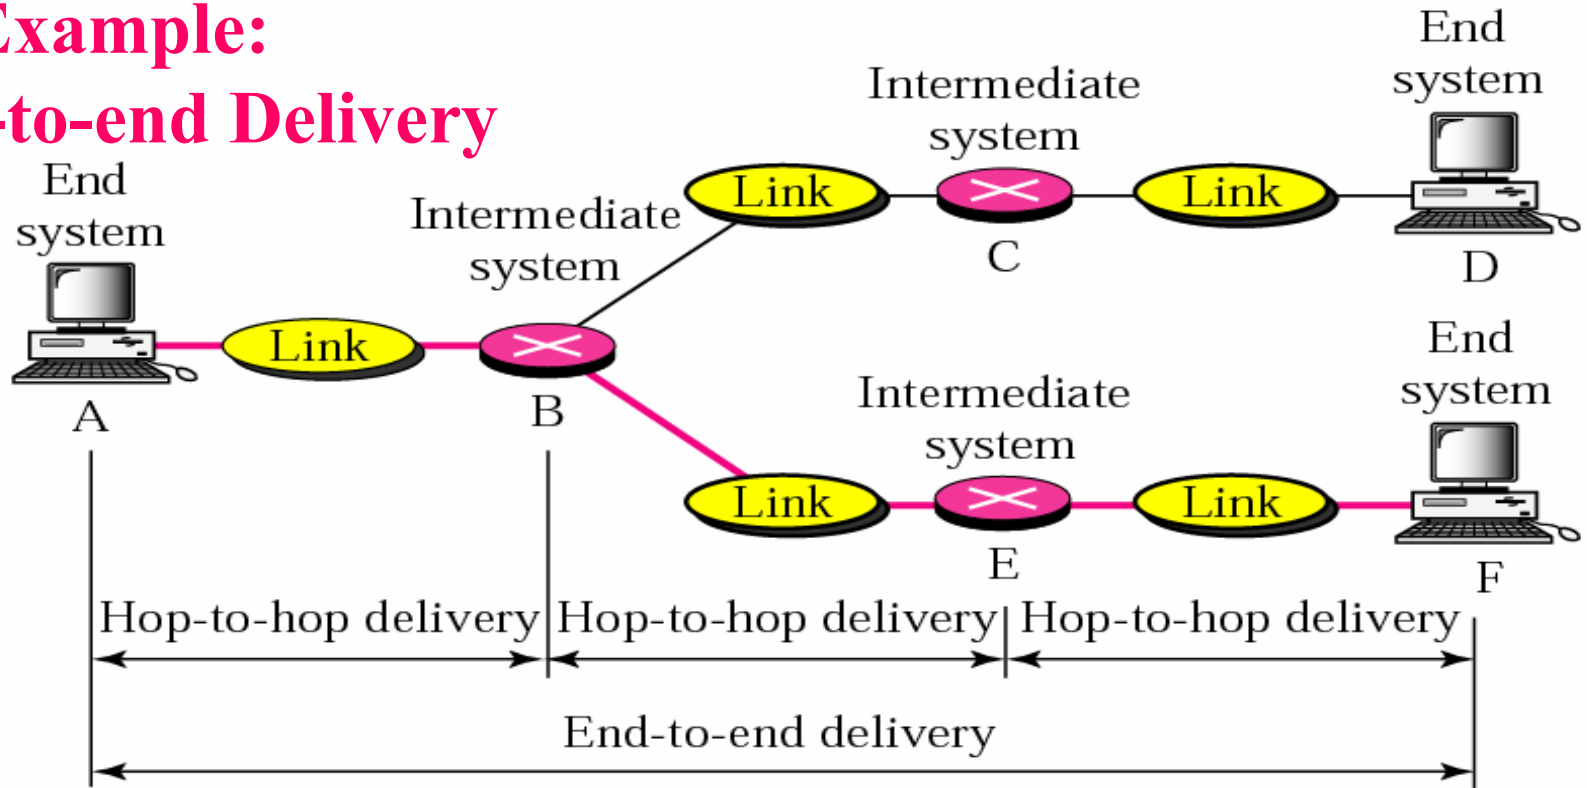 Example:
-to-end Delivery
End
system
Intermediate
system
Intermediate
system
End
system
Link
Link
C
D
Link
A
B
Intermediate
system
End
system
Link
Link
E
F
Hop-to-hop delivery
Hop-to-hop delivery
Hop-to-hop delivery
End-to-end delivery